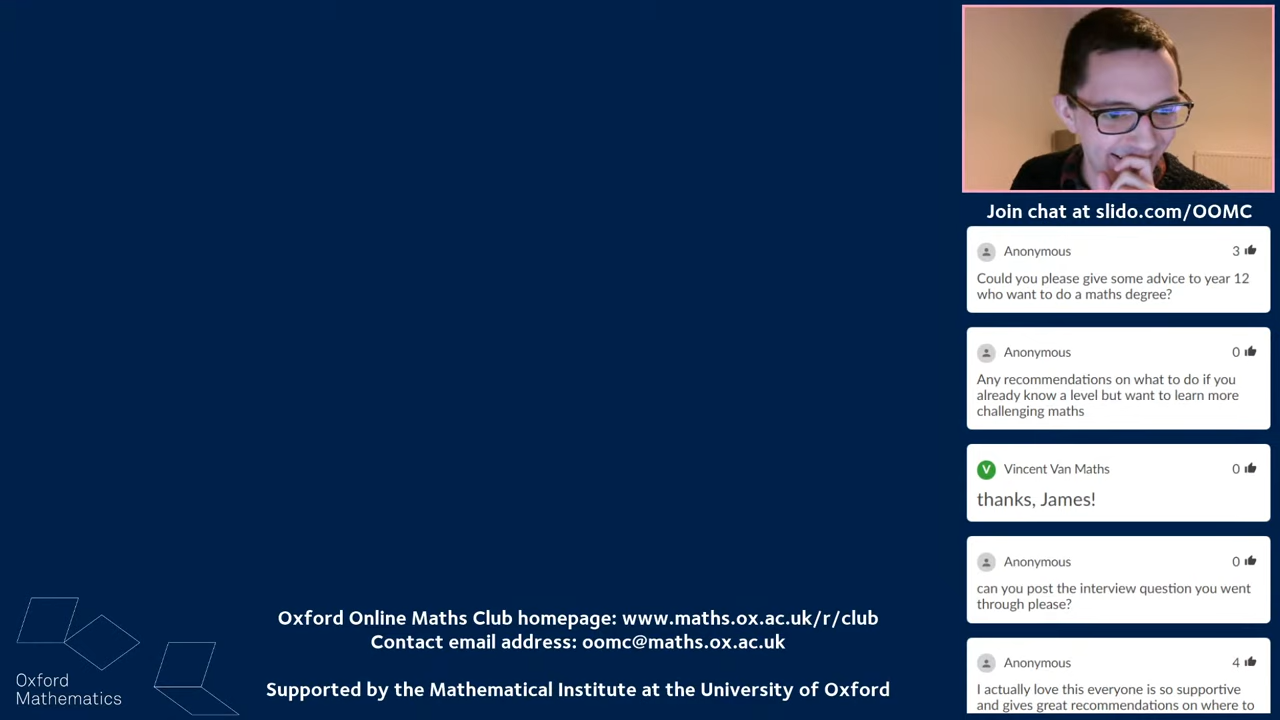 Join chat at slido.com/OOMC
Anonymous 3
Could you please give some advice to year 12
who want to do a maths degree?
Anonymous 0
Any recommendations on what to do if you
already know a level but want to learn more
challenging maths
V Vincent Van Maths 0
thanks, James!
Anonymous 0
can you post the interview question you went
through please?
Anonymous 4
I actually love this everyone is so supportive
and gives great recommendations on where to
Oxford Online Maths Club homepage: www.maths.ox.ac.uk/r/club
Contact email address: oomc@maths.ox.ac.uk
Supported by the Mathematical Institute at the University of Oxford
Oxford
Mathematics